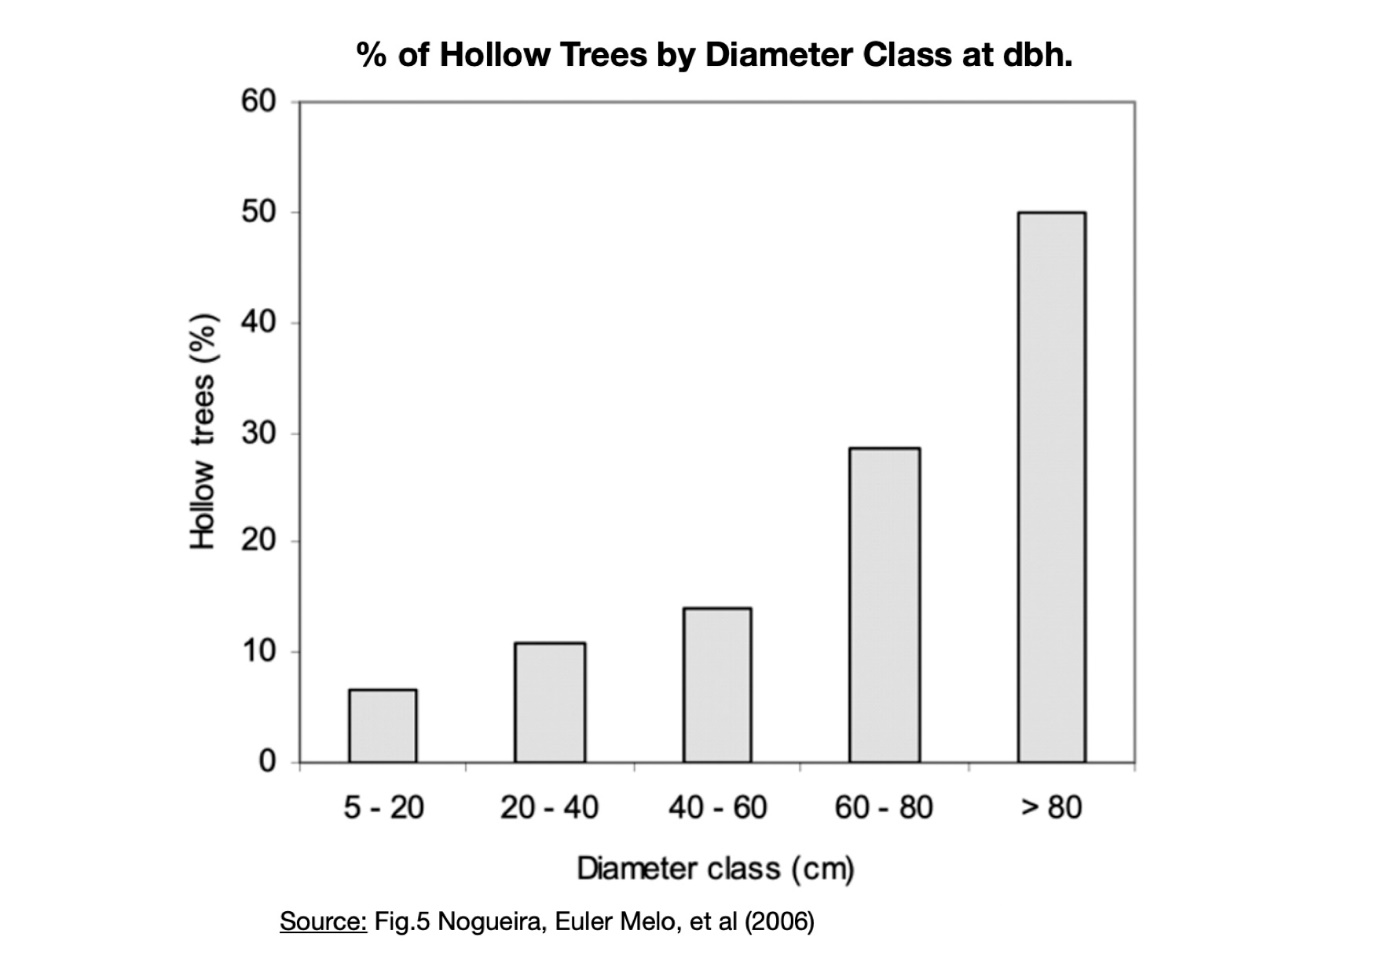 % of Hollow Trees by Diameter Class at dbh.
60
50
40
30
20
10
0
Hollow trees (%)
5 - 20
20 - 40
40 - 60
60 - 80
> 80
Diameter class (cm)
Source: Fig.5 Nogueira, Euler Melo, et al (2006)